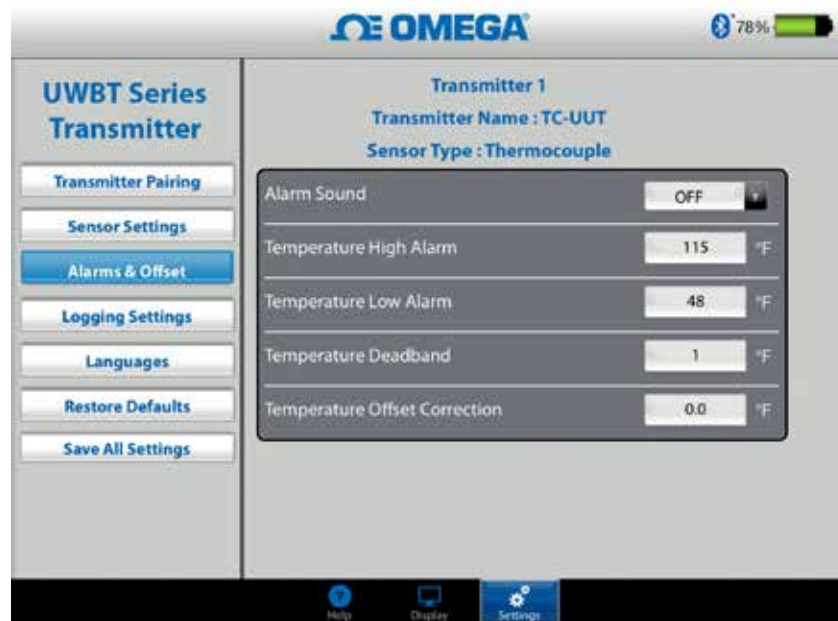 OMEGA
78%
UWBT Series
Transmitter
Transmitter Pairing
Sensor Settings
Alarms & Offset
Logging Settings
Languages
Restore Defaults
Save All Settings
Transmitter 1
Transmitter Name : TC-UUT
Sensor Type : Thermocouple
Alarm Sound OFF
Temperature High Alarm 115 °F
Temperature Low Alarm 48 °F
Temperature Deadband 1 °F
Temperature Offset Correction 0.0 °F
Help Display Settings